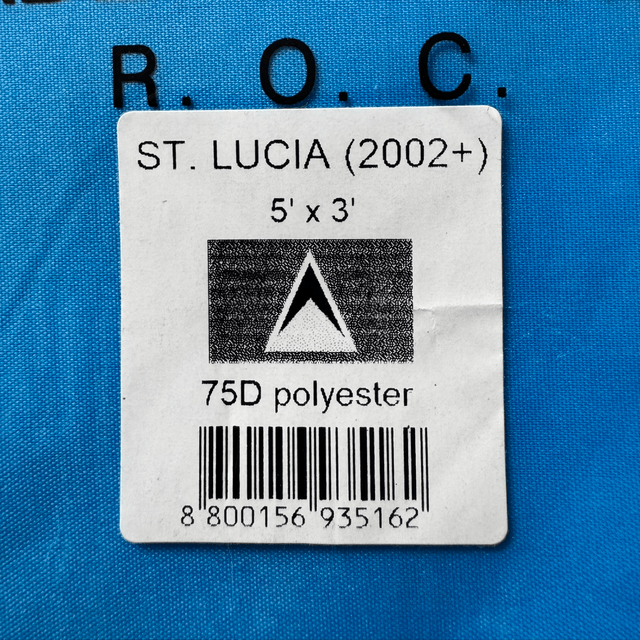 R. O. C.
ST. LUCIA (2002+)
5' x 3'
75D polyester
8 800156 935162